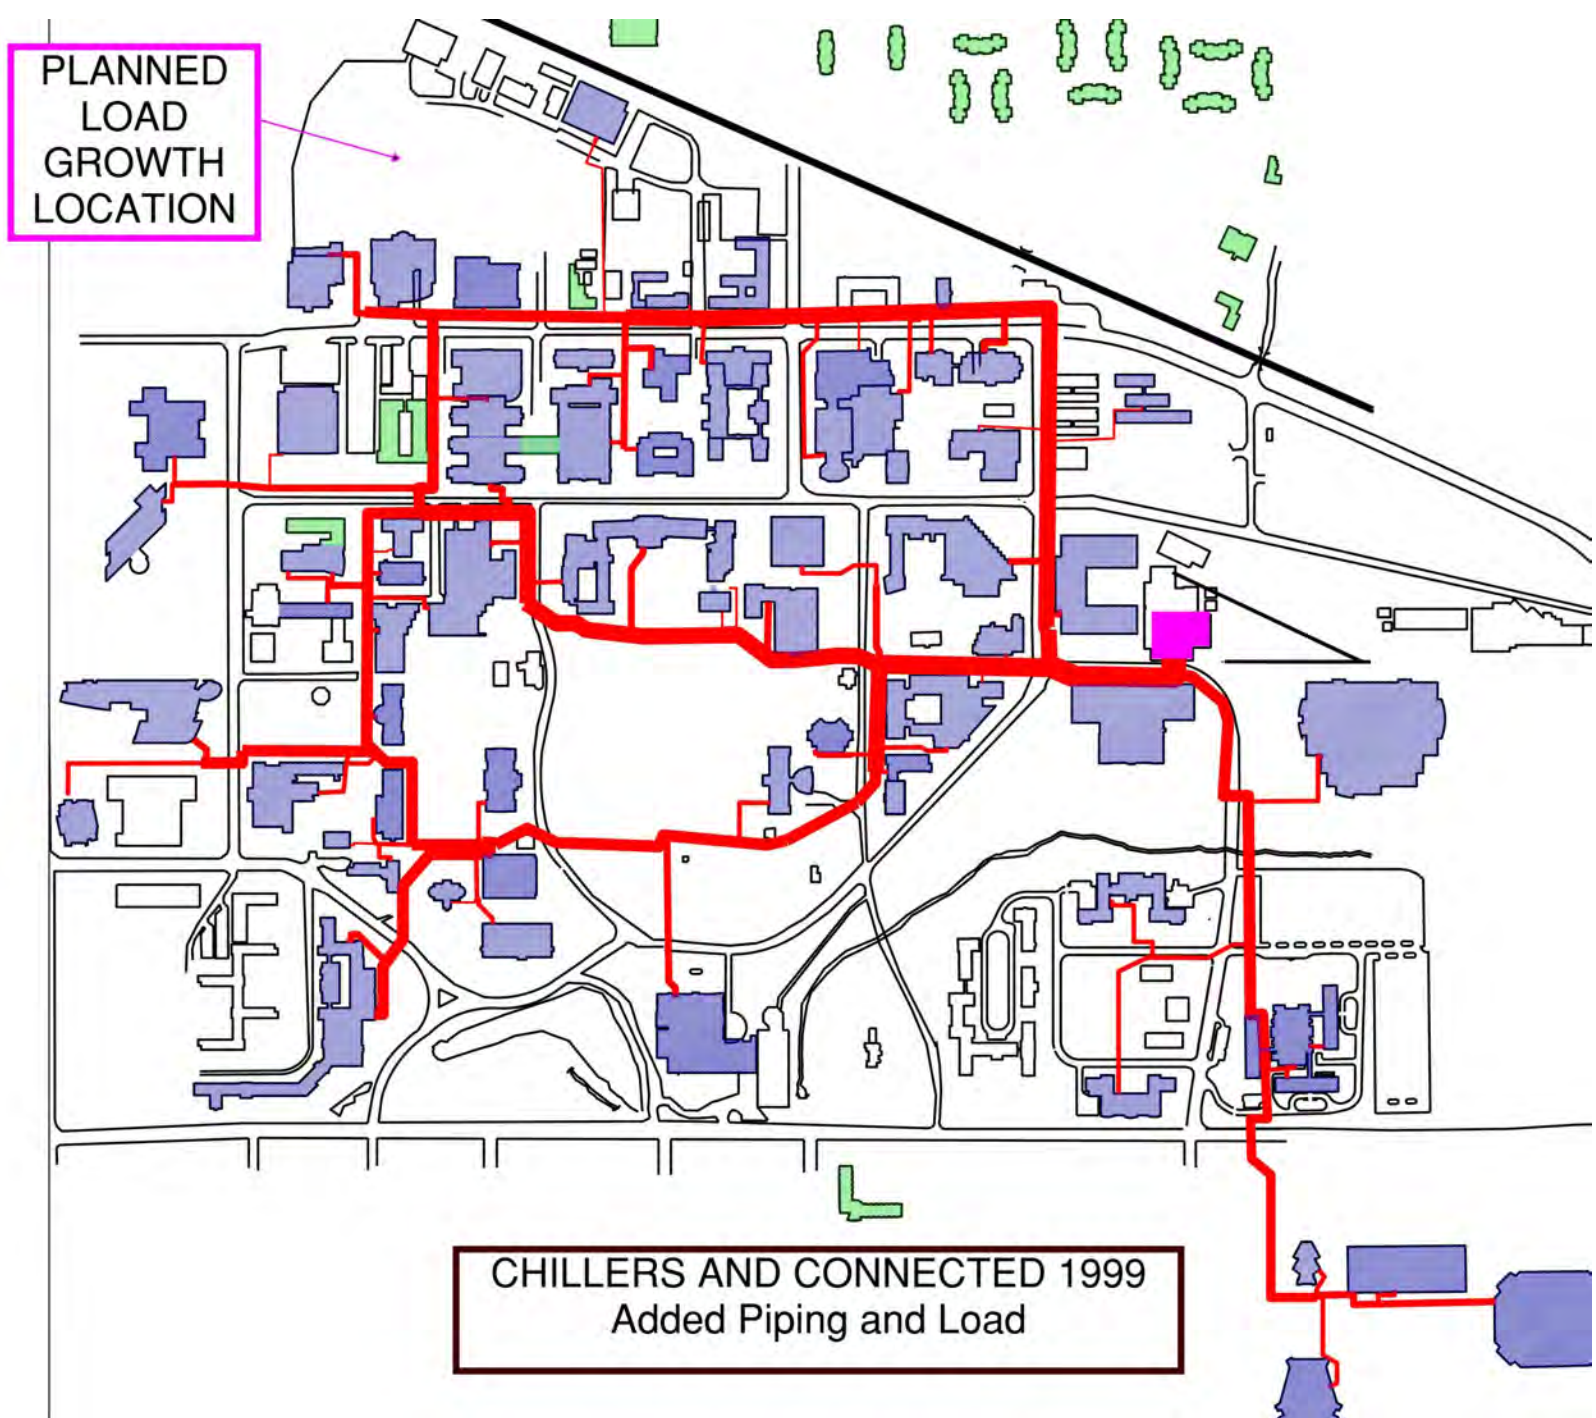 PLANNED
LOAD
GROWTH
LOCATION
CHILLERS AND CONNECTED 1999
Added Piping and Load